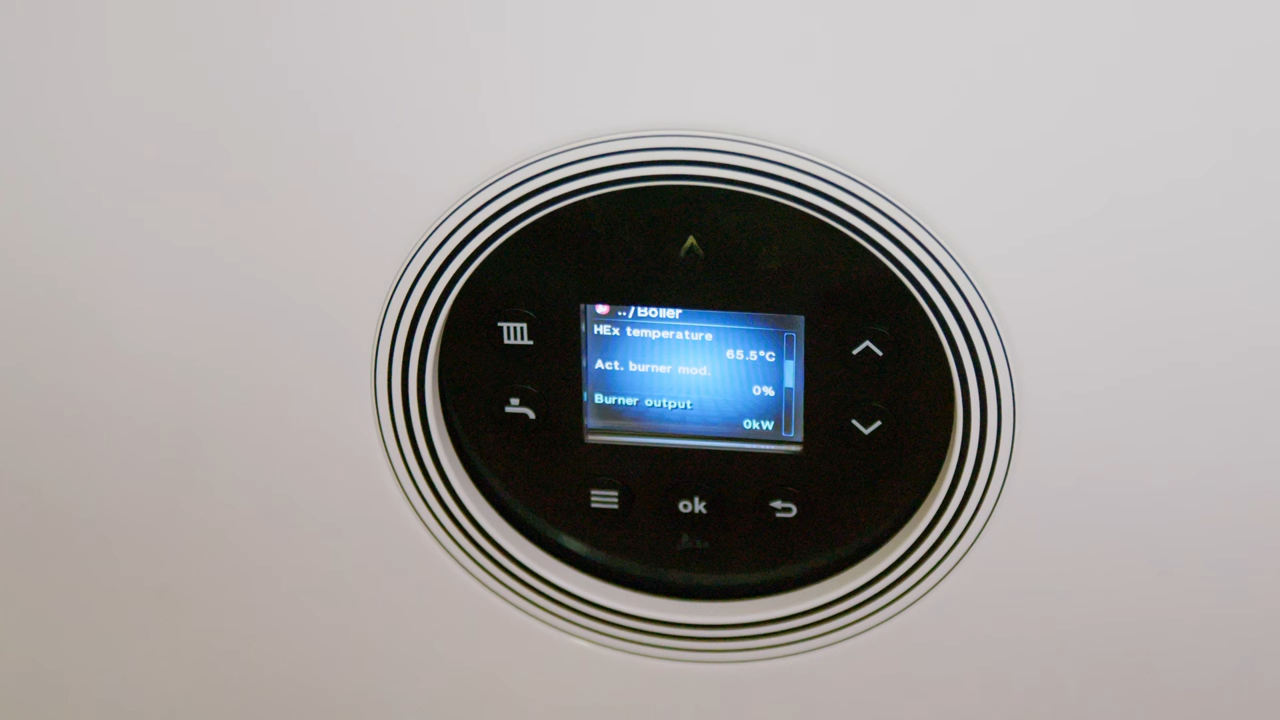 ../Boiler
HEx temperature
65.5°C
Act. burner mod.
0%
Burner output
0kW
ok